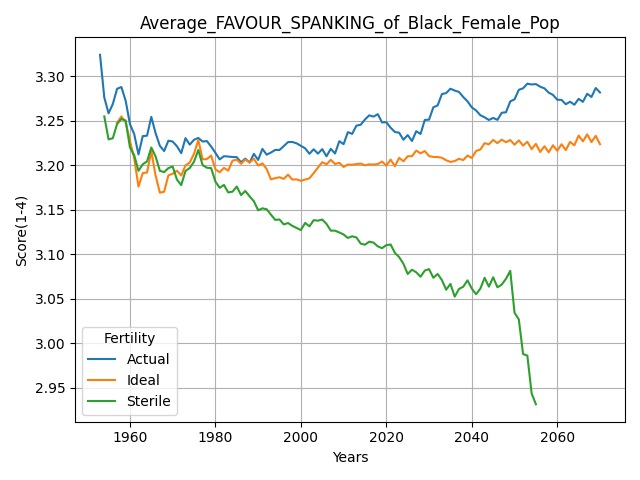 Average_FAVOUR_SPANKING_of_Black_Female_Pop
Score(1-4)
3.30
3.25
3.20
3.15
3.10
3.05
3.00
2.95
Fertility
Actual
Ideal
Sterile
1960 1980 2000 2020 2040 2060
Years